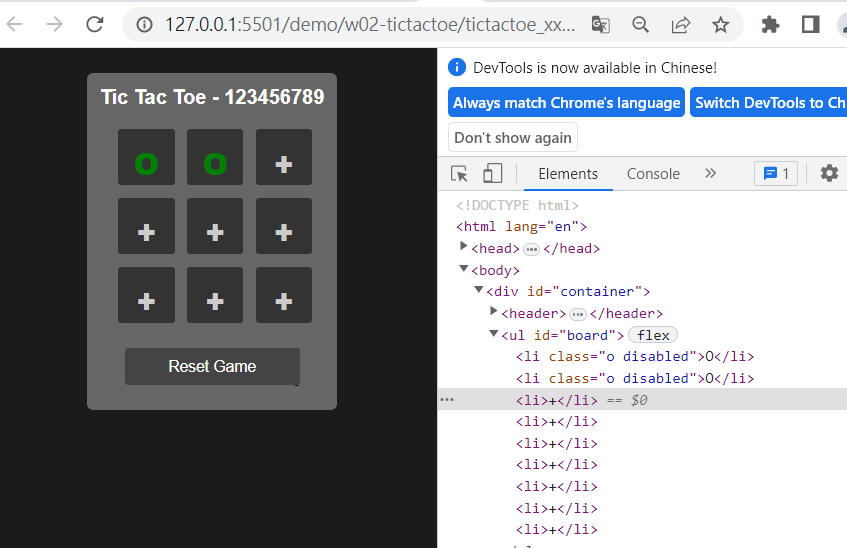 127.0.0.1:5501/demo/w02-tictactoe/tictactoe_xx...
Tic Tac Toe - 123456789
O O +
+ + +
+ + +
Reset Game
DevTools is now available in Chinese!
Always match Chrome's language
Switch DevTools to Ch
Don't show again
Elements
Console
»
1
<!DOCTYPE html>
<html lang="en">
<head>…</head>
<body>
<div id="container">
<header>…</header>
<ul id="board"> flex
<li class="o disabled">O</li>
<li class="o disabled">O</li>
… <li>+</li> == $0
<li>+</li>
<li>+</li>
<li>+</li>
<li>+</li>
<li>+</li>
<li>+</li>